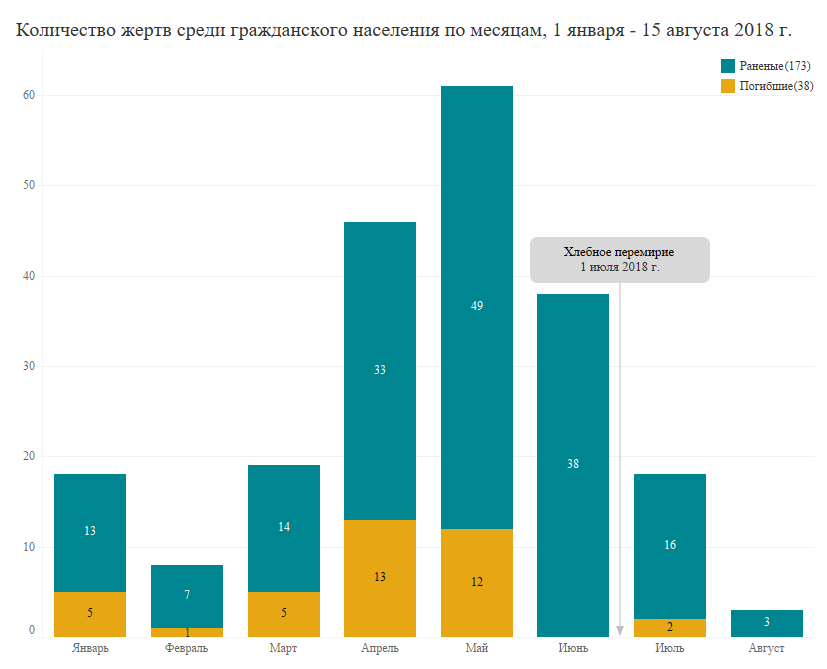 Количество жертв среди гражданского населения по месяцам, 1 января - 15 августа 2018 г.
Раненые(173)
Погибшие(38)
60
50
40
30
20
10
0
Хлебное перемирие
1 июля 2018 г.
13
5
7
1
14
5
33
13
49
12
38
16
2
3
Январь
Февраль
Март
Апрель
Май
Июнь
Июль
Август